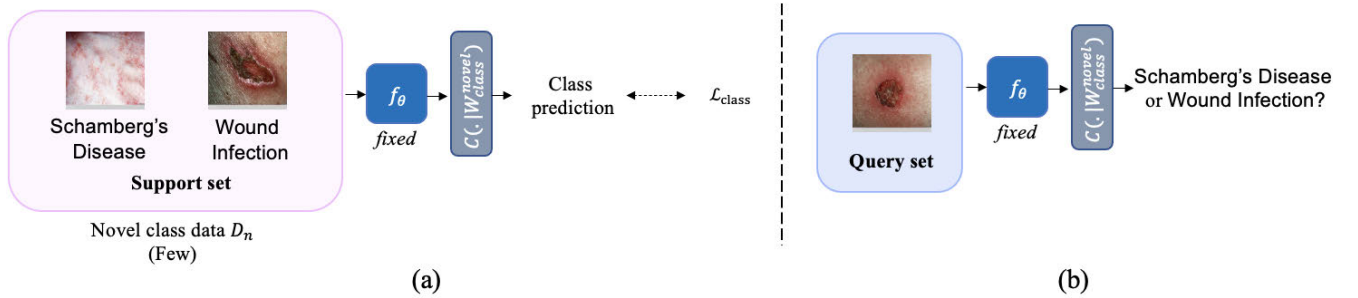 Schamberg's
Disease
Wound
Infection
Support set
Novel class data Dₙ
(Few)
f_θ
fixed
C(.|W_class^novel)
Class
prediction
ℒ_class
(a)
Query set
f_θ
fixed
C(.|W_class^novel)
Schamberg's Disease
or Wound Infection?
(b)